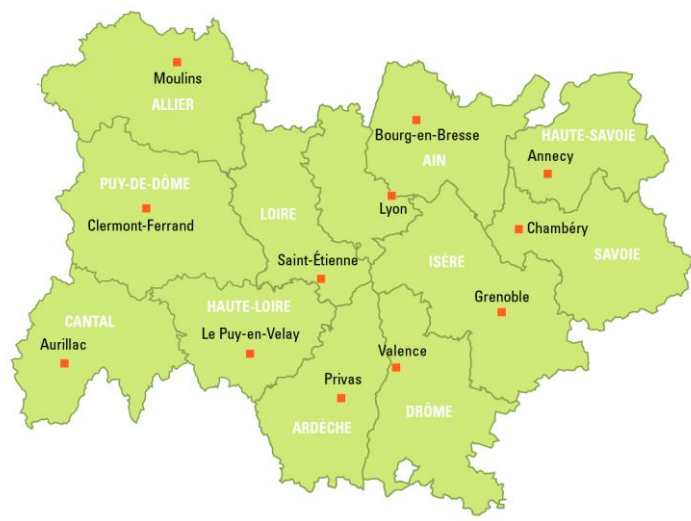 Moulins
ALLIER
Bourg-en-Bresse
AIN
HAUTE-SAVOIE
Annecy
PUY-DE-DÔME
Clermont-Ferrand
LOIRE
Lyon
Chambéry
SAVOIE
Saint-Étienne
ISÈRE
Grenoble
HAUTE-LOIRE
Le Puy-en-Velay
CANTAL
Aurillac
Valence
Privas
DRÔME
ARDÈCHE